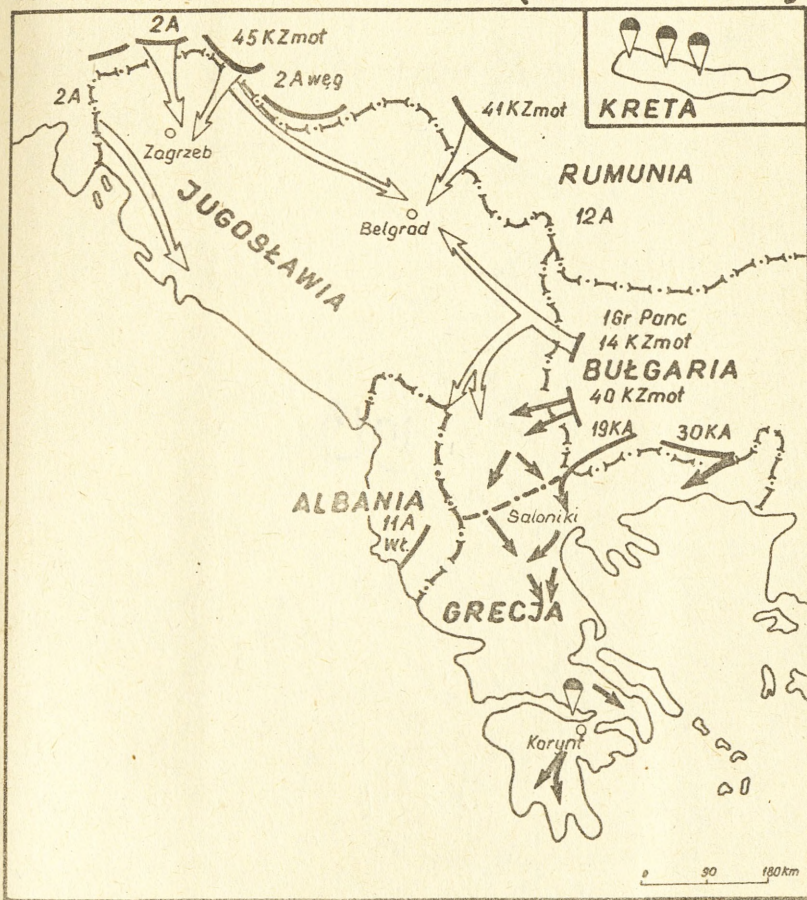 2A
45 KZmot
2A węg
2A
41 KZmot
KRETA
Zagrzeb
RUMUNIA
12A
JUGOSŁAWIA
Belgrad
1Gr Panc
14 KZmot
BUŁGARIA
40 KZmot
19KA
30KA
ALBANIA
11A
Wł.
Saloniki
GRECJA
Korynt
0 90 180km